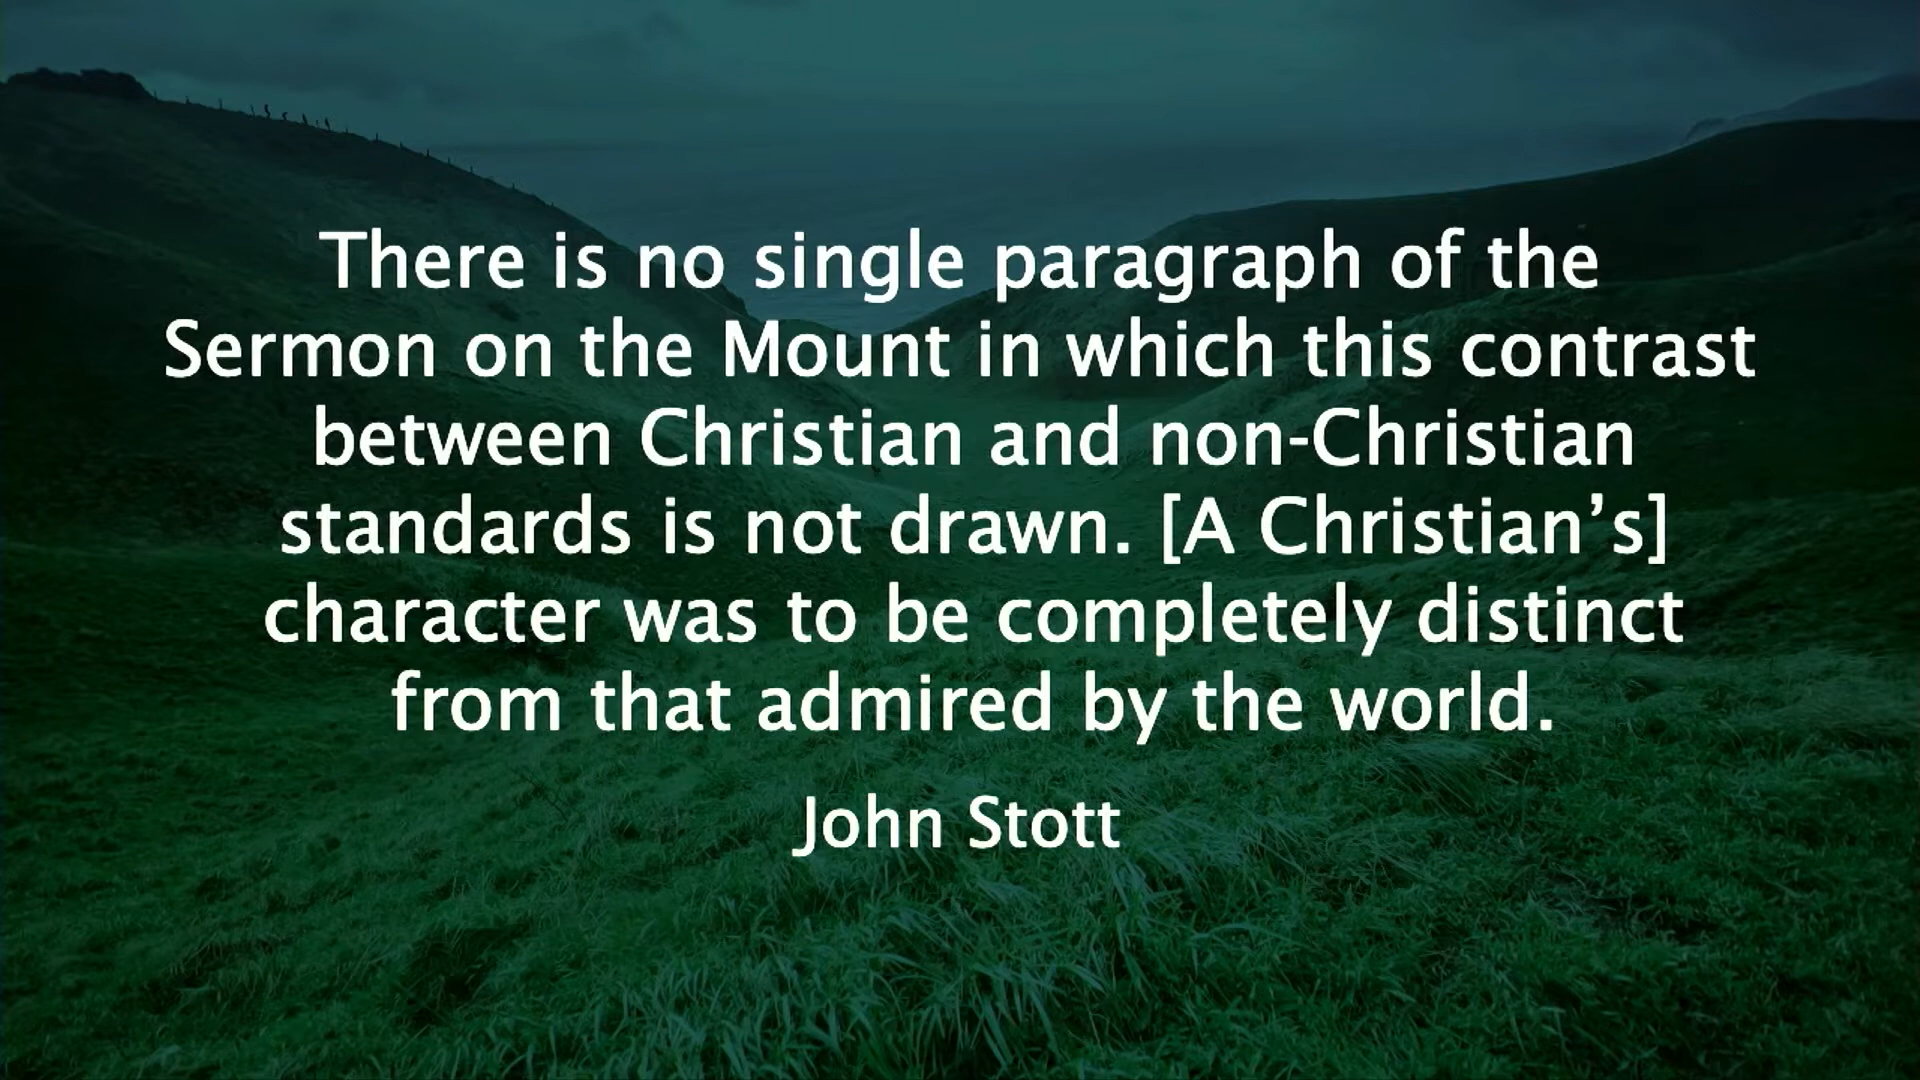 There is no single paragraph of the
Sermon on the Mount in which this contrast
between Christian and non-Christian
standards is not drawn. [A Christian’s]
character was to be completely distinct
from that admired by the world.
John Stott